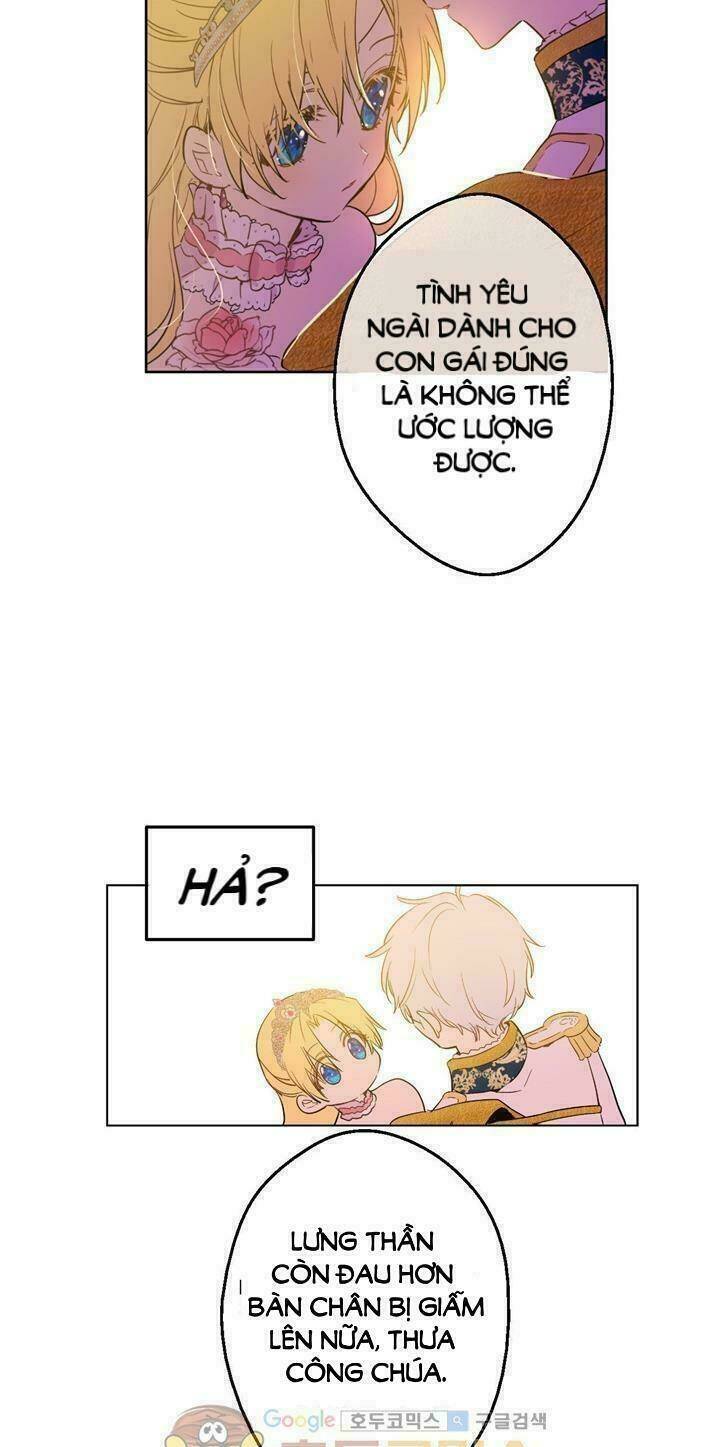 TÌNH YÊU
NGÀI DÀNH CHO
CON GÁI ĐÚNG
LÀ KHÔNG THỂ
ƯỚC LƯỢNG
ĐƯỢC.
HẢ?
LƯNG THẦN
CÒN ĐAU HƠN
BÀN CHÂN BỊ GIẪM
LÊN NỮA, THƯA
CÔNG CHÚA.
Google 호두코믹스 구글검색